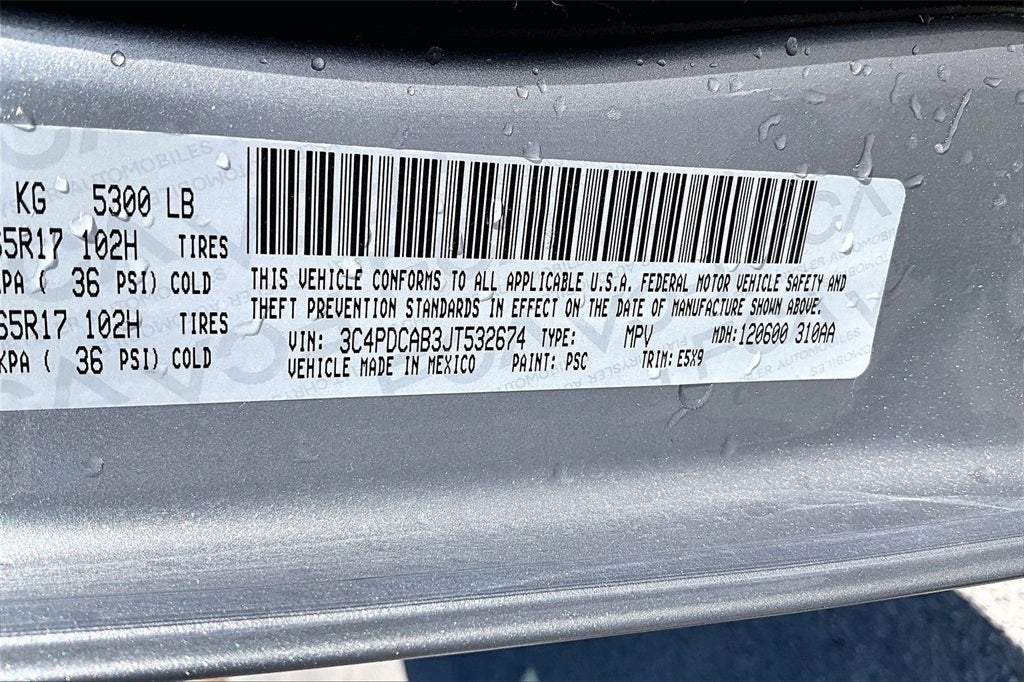 KG 5300 LB
65R17 102H TIRES
KPA ( 36 PSI) COLD
65R17 102H TIRES
KPA ( 36 PSI) COLD
THIS VEHICLE CONFORMS TO ALL APPLICABLE U.S.A. FEDERAL MOTOR VEHICLE SAFETY AND
THEFT PREVENTION STANDARDS IN EFFECT ON THE DATE OF MANUFACTURE SHOWN ABOVE.
VIN: 3C4PDCAB3JT532674 TYPE: MPV MDH: 120600 310AA
VEHICLE MADE IN MEXICO PAINT: PSC TRIM: E5X9
AUTOMOBILES